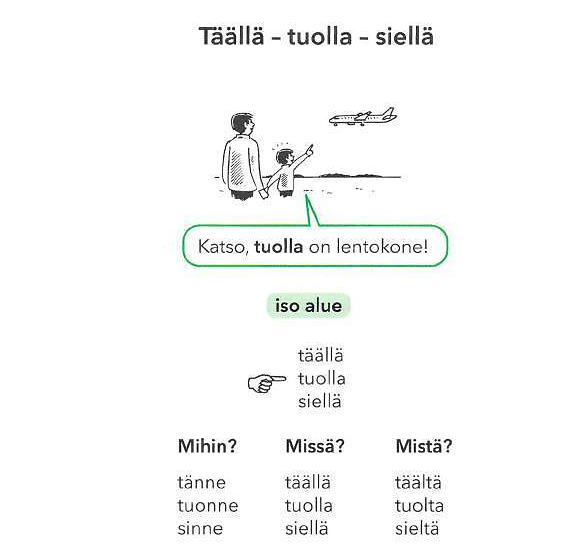 Täällä – tuolla – siellä
Katso, tuolla on lentokone!
iso alue
täällä
tuolla
siellä
Mihin? Missä? Mistä?
tänne täällä täältä
tuonne tuolla tuolta
sinne siellä sieltä